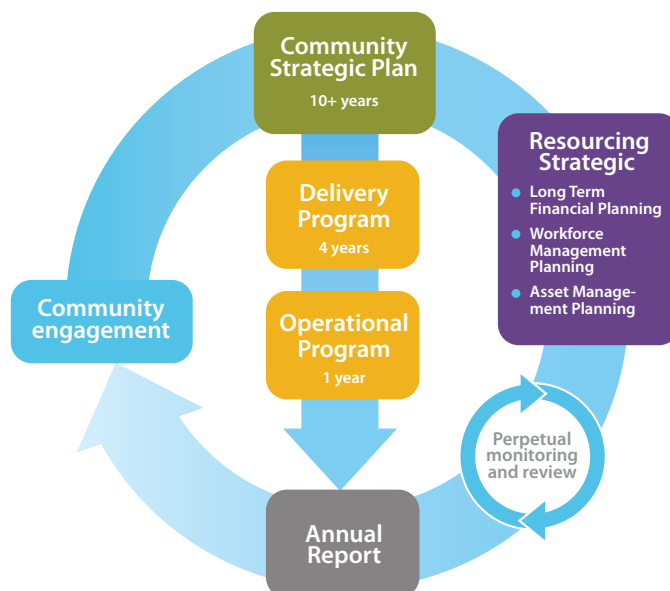 Community
Strategic Plan
10+ years
Resourcing
Strategic
Long Term
Financial Planning
Workforce
Management
Planning
Asset Manage-
ment Planning
Delivery
Program
4 years
Community
engagement
Operational
Program
1 year
Perpetual
monitoring
and review
Annual
Report